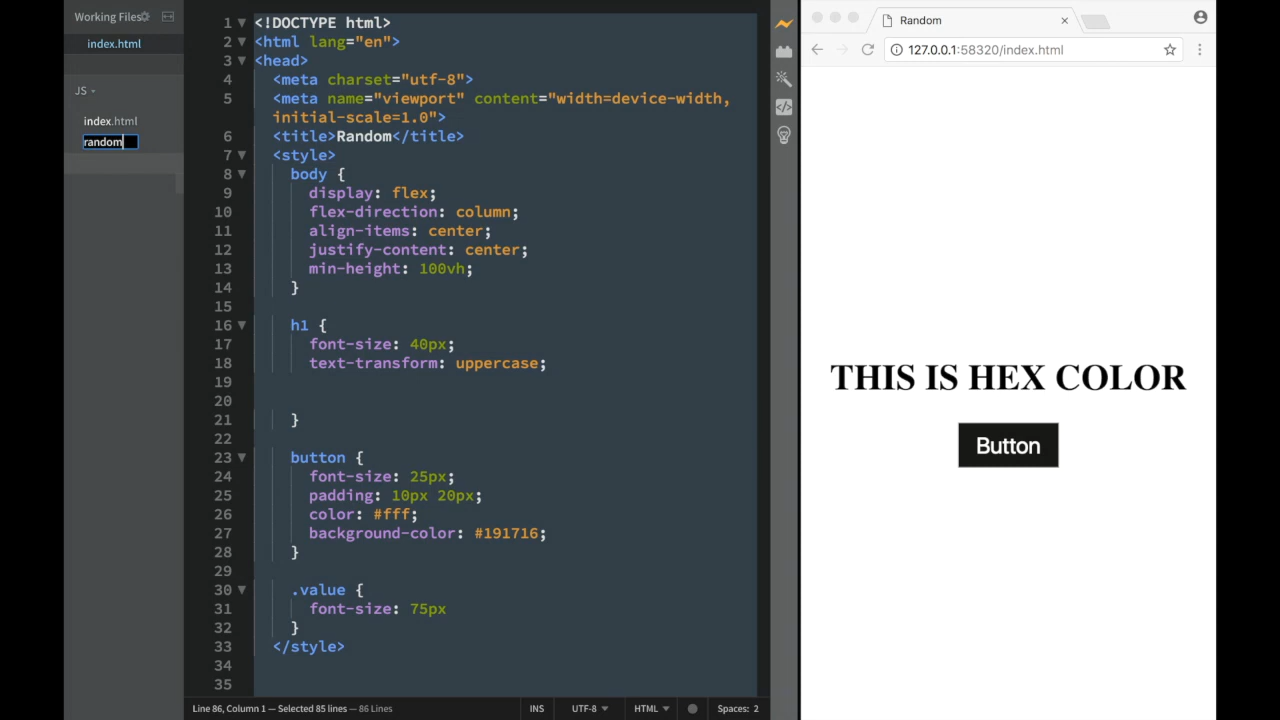 Working Files
index.html
JS
index.html
random
1 <!DOCTYPE html>
2 <html lang="en">
3 <head>
4 <meta charset="utf-8">
5 <meta name="viewport" content="width=device-width,
initial-scale=1.0">
6 <title>Random</title>
7 <style>
8 body {
9 display: flex;
10 flex-direction: column;
11 align-items: center;
12 justify-content: center;
13 min-height: 100vh;
14 }
15
16 h1 {
17 font-size: 40px;
18 text-transform: uppercase;
19
20
21 }
22
23 button {
24 font-size: 25px;
25 padding: 10px 20px;
26 color: #fff;
27 background-color: #191716;
28 }
29
30 .value {
31 font-size: 75px
32 }
33 </style>
34
35
Line 86, Column 1 — Selected 85 lines — 86 Lines
INS
UTF-8
HTML
Spaces: 2
Random
127.0.0.1:58320/index.html
THIS IS HEX COLOR
Button